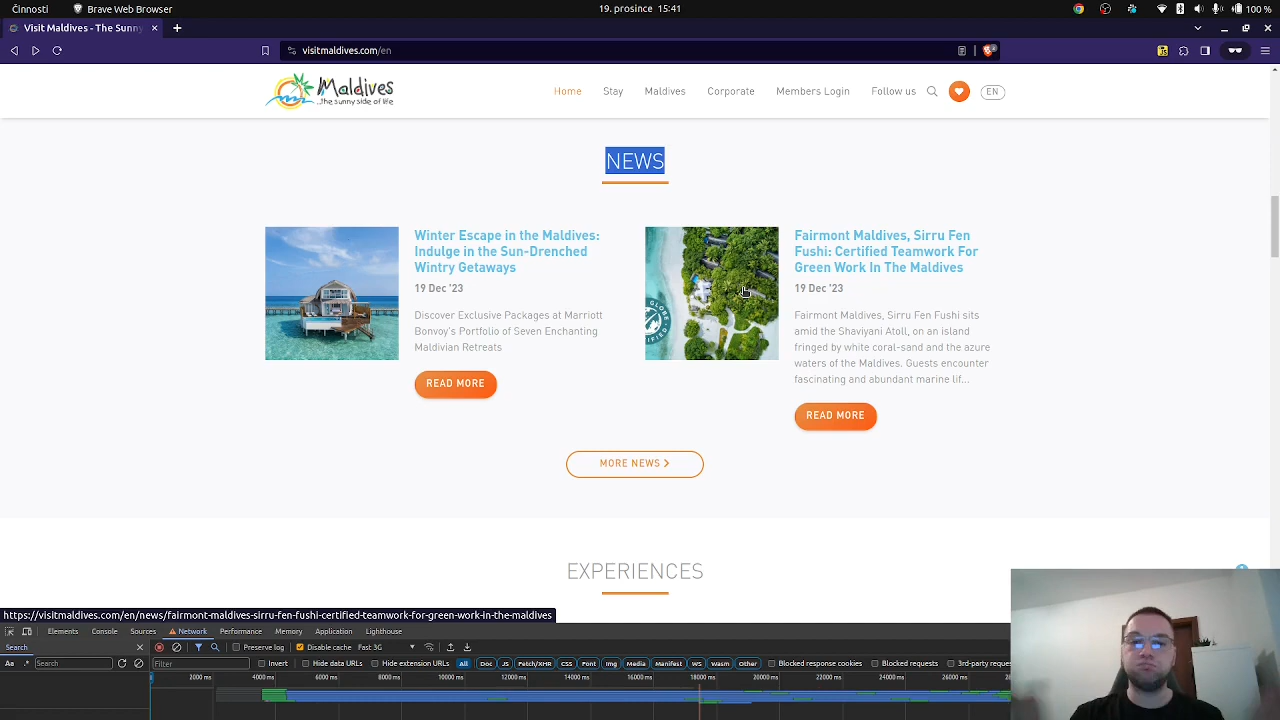 Činnosti
Brave Web Browser
19. prosince 15:41
100 %
Visit Maldives - The Sunny
visitmaldives.com/en
Maldives
...the sunny side of life
Home
Stay
Maldives
Corporate
Members Login
Follow us
EN
NEWS
Winter Escape in the Maldives:
Indulge in the Sun-Drenched
Wintry Getaways
19 Dec '23
Discover Exclusive Packages at Marriott
Bonvoy's Portfolio of Seven Enchanting
Maldivian Retreats
READ MORE
Fairmont Maldives, Sirru Fen
Fushi: Certified Teamwork For
Green Work In The Maldives
19 Dec '23
Fairmont Maldives, Sirru Fen Fushi sits
amid the Shaviyani Atoll, on an island
fringed by white coral-sand and the azure
waters of the Maldives. Guests encounter
fascinating and abundant marine lif...
READ MORE
MORE NEWS
EXPERIENCES
https://visitmaldives.com/en/news/fairmont-maldives-sirru-fen-fushi-certified-teamwork-for-green-work-in-the-maldives
Elements
Console
Sources
Network
Performance
Memory
Application
Lighthouse
Preserve log
Disable cache
Fast 3G
Aa
.*
Search
Filter
Invert
Hide data URLs
Hide extension URLs
All
Doc
JS
Fetch/XHR
CSS
Font
Img
Media
Manifest
WS
Wasm
Other
Blocked response cookies
Blocked requests
3rd-party reque
2000 ms
4000 ms
6000 ms
8000 ms
10000 ms
12000 ms
14000 ms
16000 ms
18000 ms
20000 ms
22000 ms
24000 ms
26000 ms